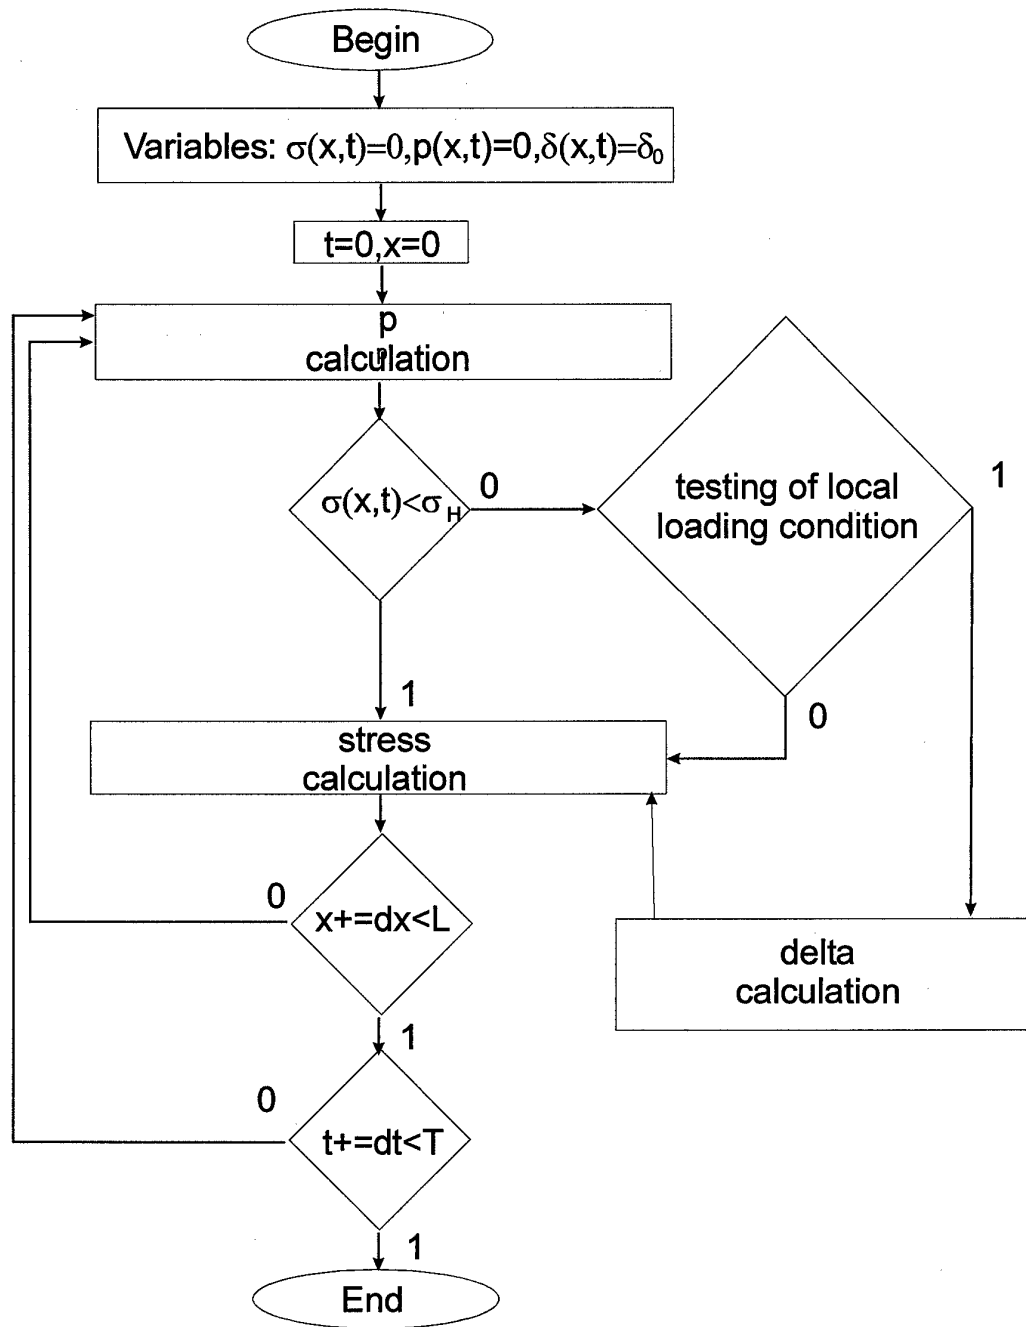 Begin
Variables: σ(x,t)=0,p(x,t)=0,δ(x,t)=δ₀
t=0,x=0
p
p
calculation
σ(x,t)<σ H
0
testing of local
loading condition
1
1
0
stress
calculation
0
x+=dx<L
delta
calculation
1
0
t+=dt<T
1
End